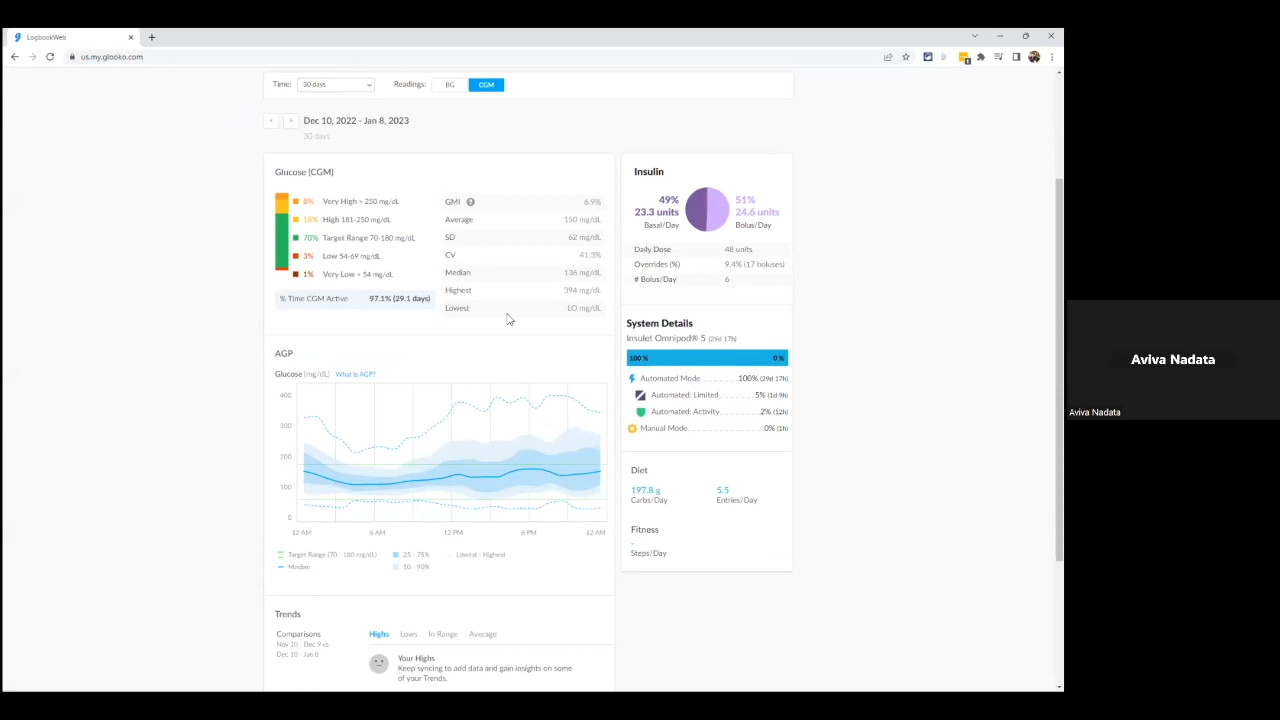 LogbookWeb
us.my.glooko.com
Time: 30 days Readings: BG CGM
< > Dec 10, 2022 - Jan 8, 2023
30 days
Glucose (CGM)
8% Very High > 250 mg/dL
18% High 181-250 mg/dL
70% Target Range 70-180 mg/dL
3% Low 54-69 mg/dL
1% Very Low < 54 mg/dL
% Time CGM Active 97.1% (29.1 days)
GMI ? 6.9%
Average 150 mg/dL
SD 62 mg/dL
CV 41.3%
Median 136 mg/dL
Highest 394 mg/dL
Lowest LO mg/dL
Insulin
49% 51%
23.3 units 24.6 units
Basal/Day Bolus/Day
Daily Dose 48 units
Overrides (%) 9.4% (17 boluses)
# Bolus/Day 6
System Details
Insulet Omnipod® 5 (29d 17h)
100 % 0 %
Automated Mode 100% (29d 17h)
Automated: Limited 5% (1d 9h)
Automated: Activity 2% (12h)
Manual Mode 0% (1h)
Diet
197.8 g 5.5
Carbs/Day Entries/Day
Fitness
-
Steps/Day
AGP
Glucose (mg/dL) What is AGP?
400
300
200
100
0
12 AM 6 AM 12 PM 6 PM 12 AM
Target Range (70 - 180 mg/dL) 25 - 75% Lowest - Highest
Median 10 - 90%
Trends
Comparisons
Nov 10 - Dec 9 vs
Dec 10 - Jan 8
Highs Lows In Range Average
Your Highs
Keep syncing to add data and gain insights on some
of your Trends.
Aviva Nadata
Aviva Nadata